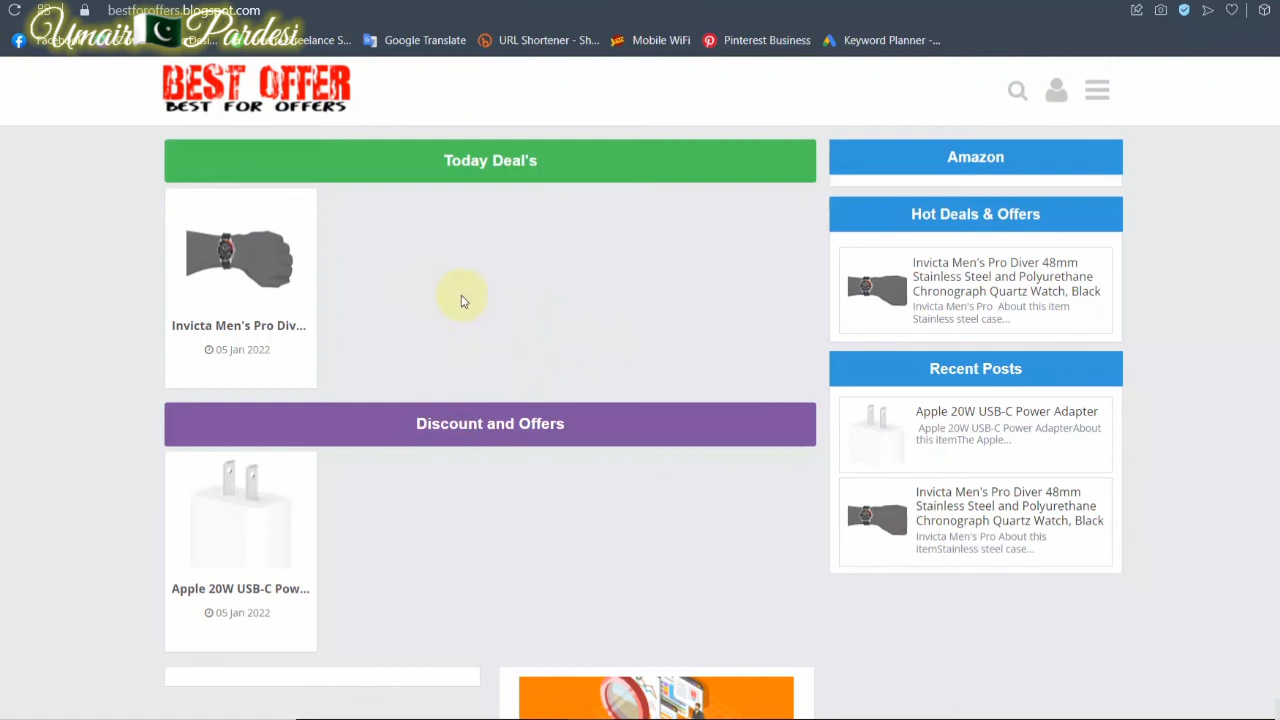 bestforoffers.blogspot.com
Umair Pardesi
Google Translate
URL Shortener - Sh...
Mobile WiFi
Pinterest Business
Keyword Planner -...
BEST OFFER
BEST FOR OFFERS
Today Deal's
Invicta Men's Pro Div...
05 Jan 2022
Discount and Offers
Apple 20W USB-C Pow...
05 Jan 2022
Amazon
Hot Deals & Offers
Invicta Men's Pro Diver 48mm
Stainless Steel and Polyurethane
Chronograph Quartz Watch, Black
Invicta Men's Pro About this item
Stainless steel case...
Recent Posts
Apple 20W USB-C Power Adapter
Apple 20W USB-C Power AdapterAbout
this itemThe Apple...
Invicta Men's Pro Diver 48mm
Stainless Steel and Polyurethane
Chronograph Quartz Watch, Black
Invicta Men's Pro About this
itemStainless steel case...